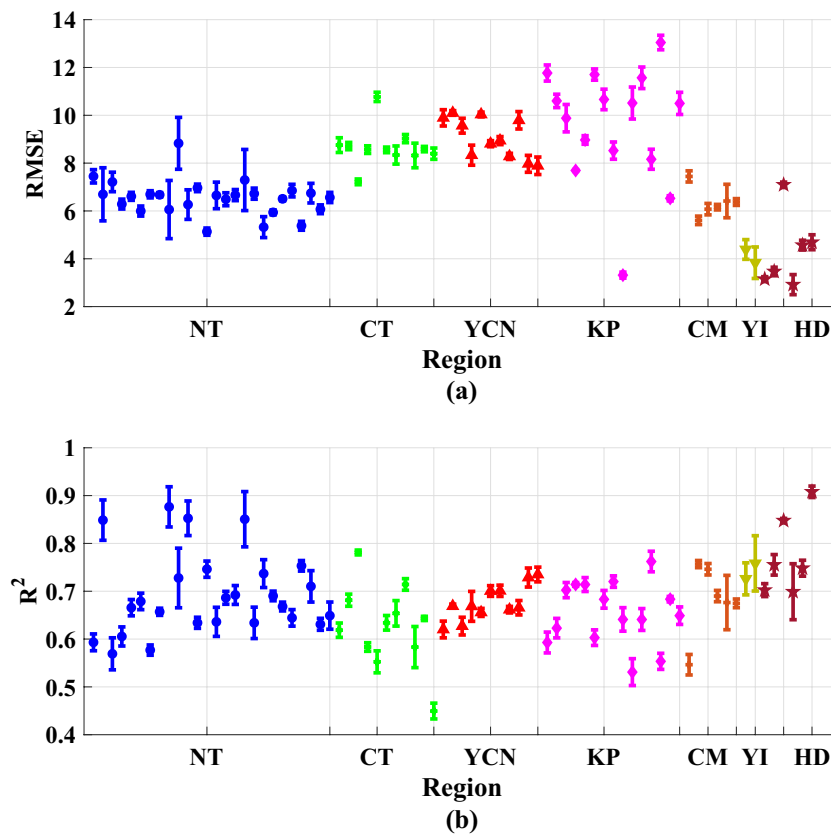 14
12
10
8
6
4
2
RMSE
NT CT YCN KP CM YI HD
Region
(a)
1
0.9
0.8
0.7
0.6
0.5
0.4
R²
NT CT YCN KP CM YI HD
Region
(b)